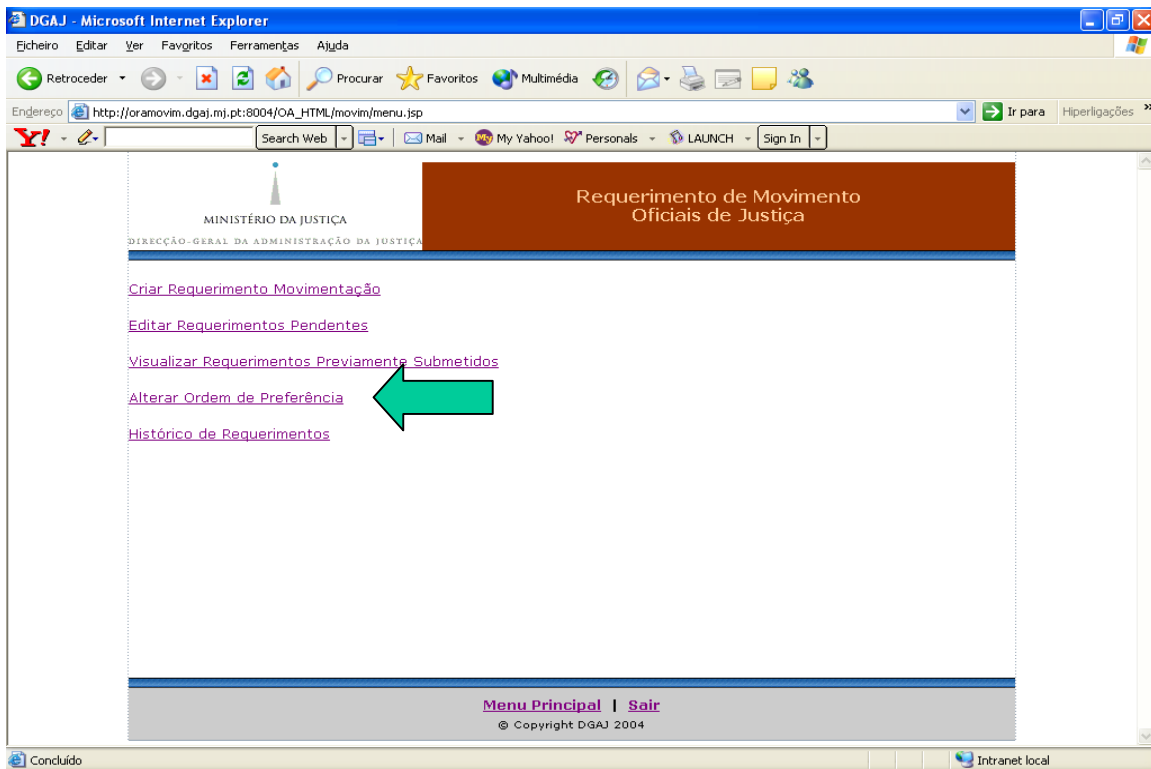 DGAJ - Microsoft Internet Explorer
Ficheiro Editar Ver Favoritos Ferramentas Ajuda
Retroceder Procurar Favoritos Multimédia
Endereço http://oramovim.dgaj.mj.pt:8004/OA_HTML/movim/menu.jsp Ir para Hiperligações »
Y! Search Web Mail My Yahoo! Personals LAUNCH Sign In
MINISTÉRIO DA JUSTIÇA
DIRECÇÃO-GERAL DA ADMINISTRAÇÃO DA JUSTIÇA
Requerimento de Movimento
Oficiais de Justiça
Criar Requerimento Movimentação
Editar Requerimentos Pendentes
Visualizar Requerimentos Previamente Submetidos
Alterar Ordem de Preferência
Histórico de Requerimentos
Menu Principal | Sair
© Copyright DGAJ 2004
Concluído Intranet local